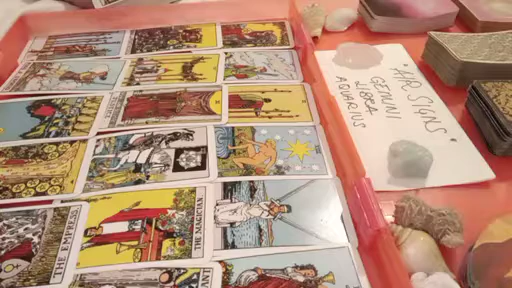 "AIR SIGNS"
GEMINI
LIBRA
AQUARIUS
THE MAGICIAN
THE EMPRESS